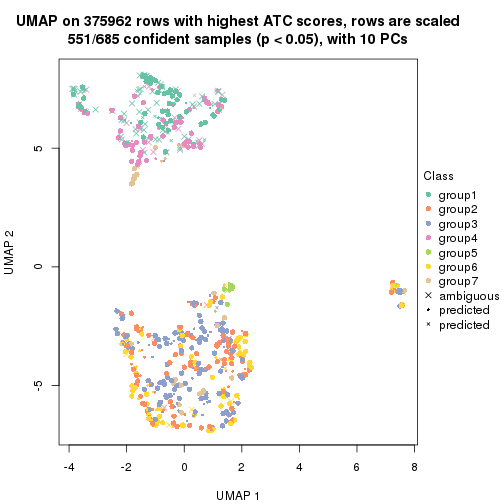 UMAP on 375962 rows with highest ATC scores, rows are scaled
551/685 confident samples (p < 0.05), with 10 PCs
UMAP 2
5
0
-5
-4
-2
0
2
4
6
8
UMAP 1
Class
group1
group2
group3
group4
group5
group6
group7
ambiguous
predicted
predicted